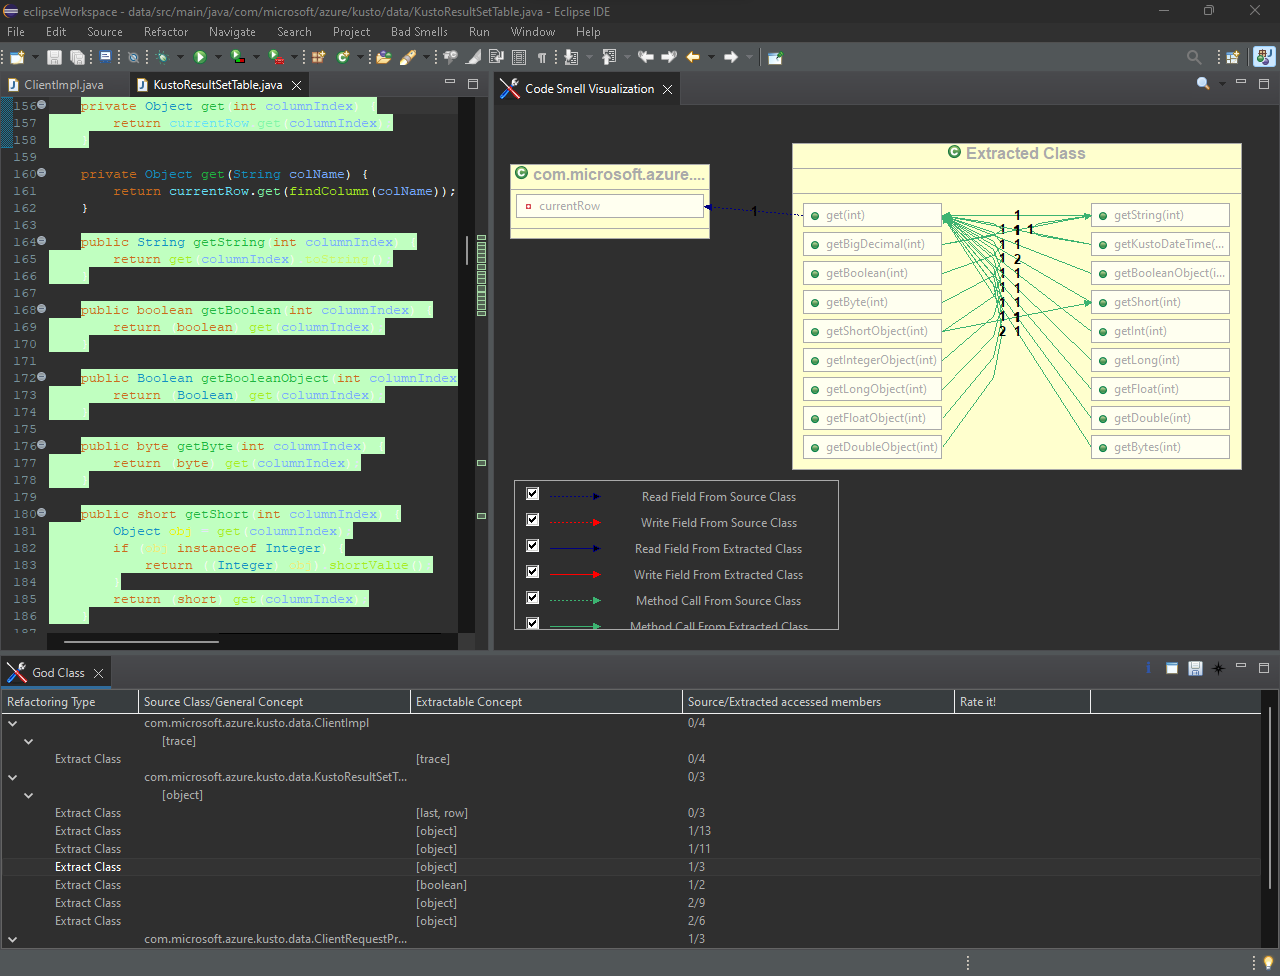 eclipseWorkspace - data/src/main/java/com/microsoft/azure/kusto/data/KustoResultSetTable.java - Eclipse IDE
File Edit Source Refactor Navigate Search Project Bad Smells Run Window Help
ClientImpl.java KustoResultSetTable.java
156 private Object get(int columnIndex) {
157 return currentRow.get(columnIndex)
158
159
160 private Object get(String colName) {
161 return currentRow.get(findColumn(colName));
162 }
163
164 public String getString(int columnIndex) {
165 return get(columnIndex).toString()
166
167
168 public boolean getBoolean(int columnIndex) {
169 return (boolean) get(columnIndex)
170
171
172 public Boolean getBooleanObject(int columnIndex
173 return (Boolean) get(columnIndex)
174
175
176 public byte getByte(int columnIndex) {
177 return (byte) get(columnIndex)
178
179
180 public short getShort(int columnIndex) {
181 Object obj = get(columnIndex)
182 if (obj instanceof Integer) {
183 return ((Integer) obj).shortValue()
184
185 return (short) get(columnIndex)
186
187
Code Smell Visualization
com.microsoft.azure....
currentRow
1
Extracted Class
get(int)
getBigDecimal(int)
getBoolean(int)
getByte(int)
getShortObject(int)
getIntegerObject(int)
getLongObject(int)
getFloatObject(int)
getDoubleObject(int)
1
1 1 1
1 1
1 2
1 1
1 1
1 1
1 1
2 1
getString(int)
getKustoDateTime(...
getBooleanObject(i...
getShort(int)
getInt(int)
getLong(int)
getFloat(int)
getDouble(int)
getBytes(int)
Read Field From Source Class
Write Field From Source Class
Read Field From Extracted Class
Write Field From Extracted Class
Method Call From Source Class
Method Call From Extracted Class
God Class
Refactoring Type Source Class/General Concept Extractable Concept Source/Extracted accessed members Rate it!
com.microsoft.azure.kusto.data.ClientImpl 0/4
[trace]
Extract Class [trace] 0/4
com.microsoft.azure.kusto.data.KustoResultSetT... 0/3
[object]
Extract Class [last, row] 0/3
Extract Class [object] 1/13
Extract Class [object] 1/11
Extract Class [object] 1/3
Extract Class [boolean] 1/2
Extract Class [object] 2/9
Extract Class [object] 2/6
com.microsoft.azure.kusto.data.ClientRequestPr... 1/3